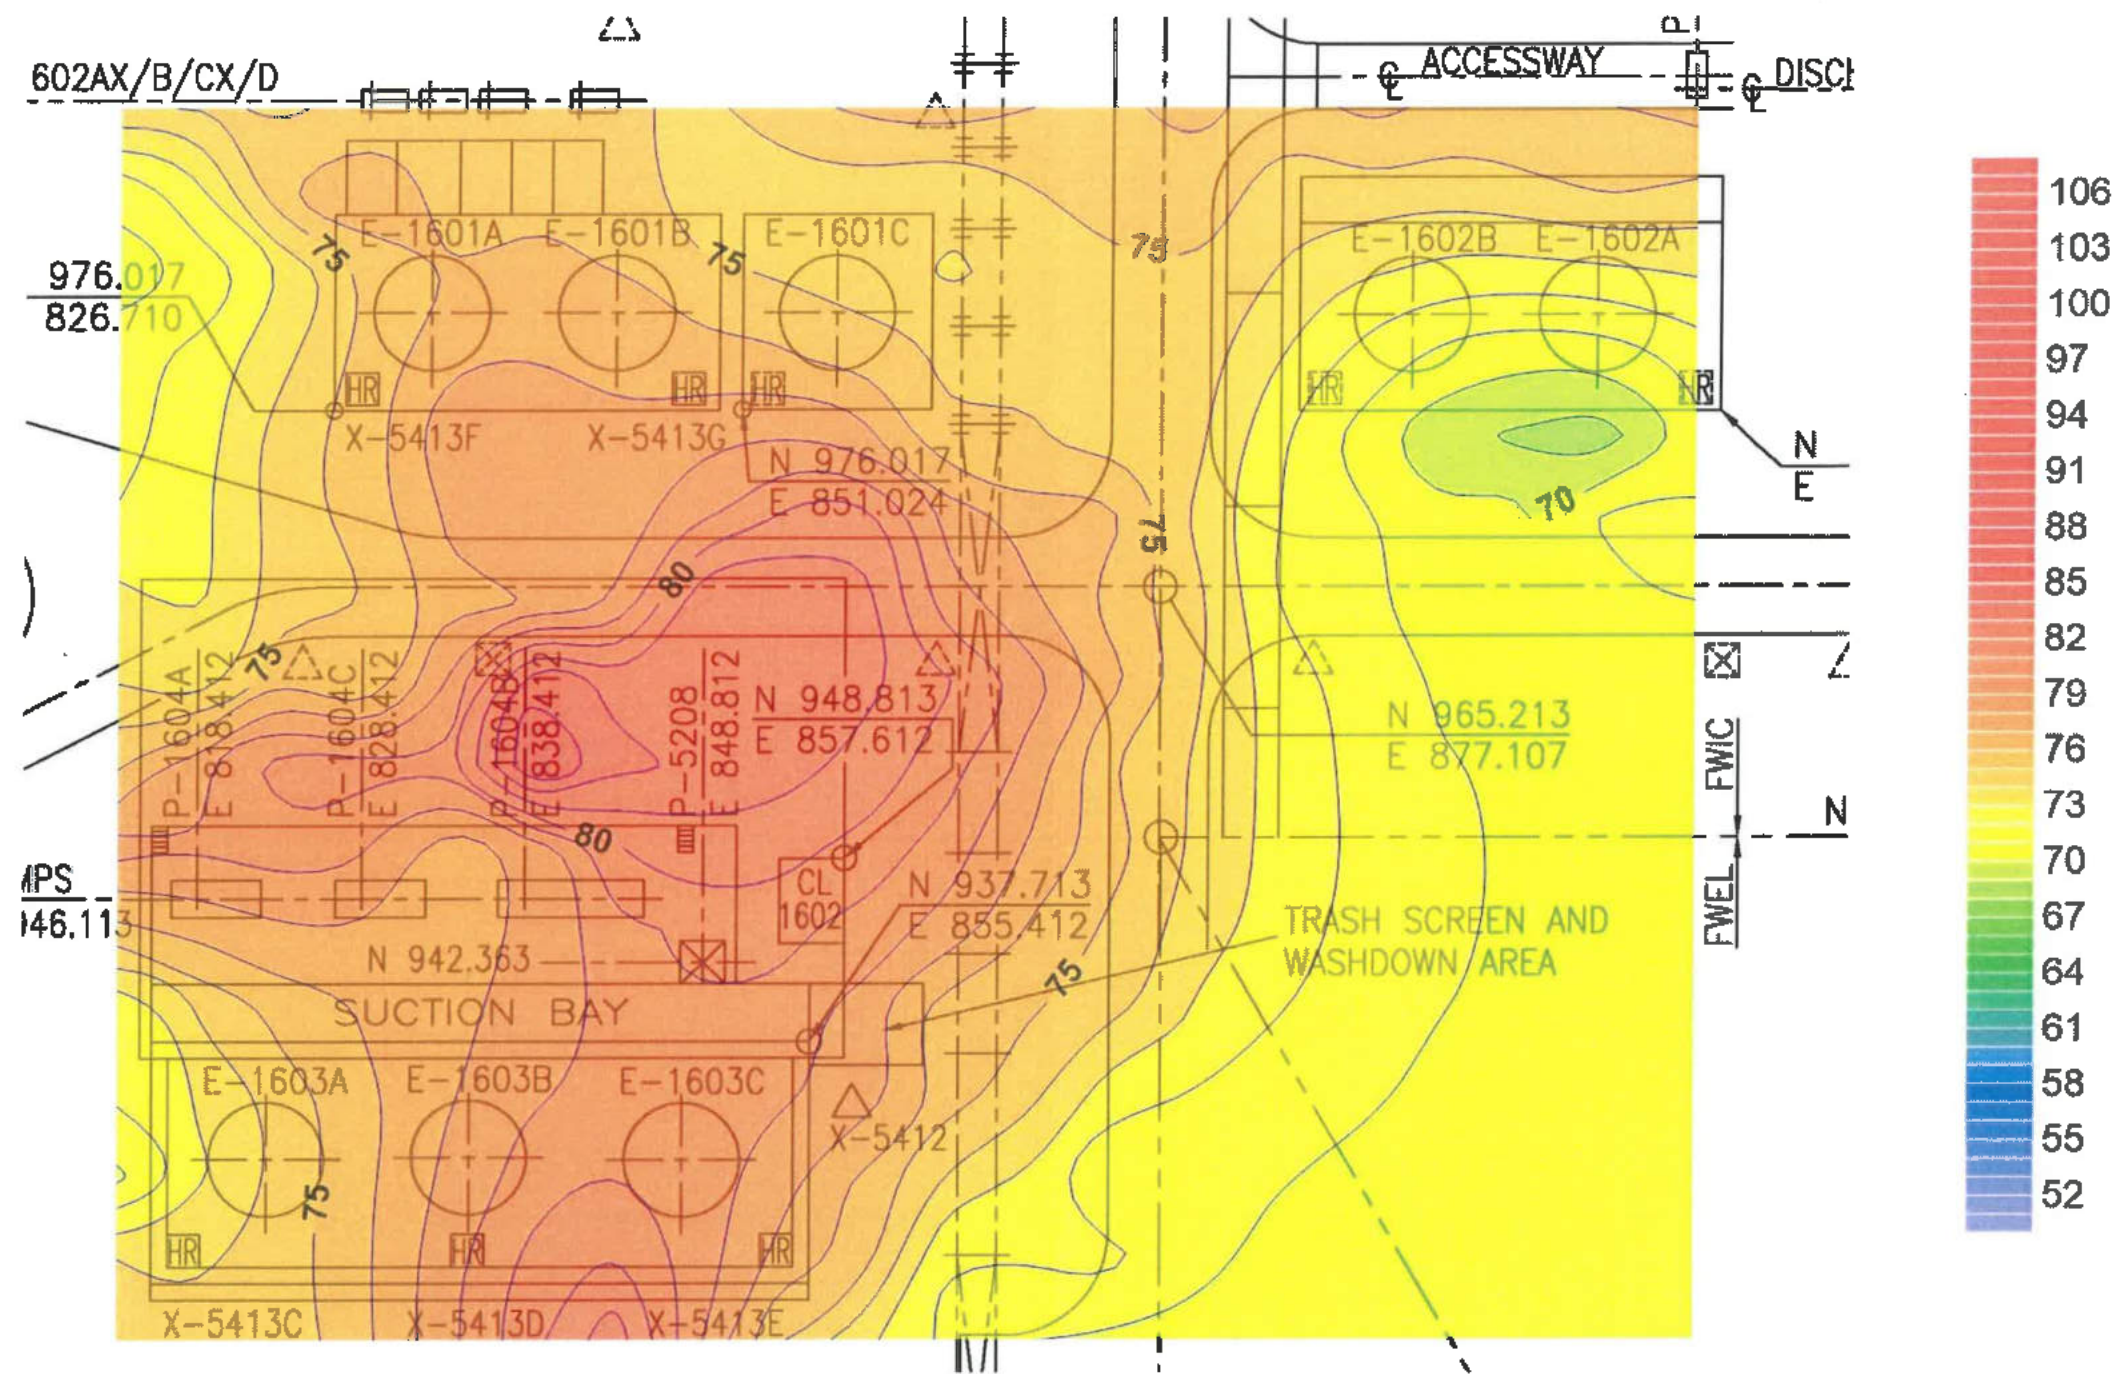 602AX/B/CX/D
ACCESSWAY
P
℄
℄ DISCH
106
103
100
97
94
91
88
85
82
79
76
73
70
67
64
61
58
55
52
E-1601A
E-1601B
E-1601C
E-1602B
E-1602A
75
75
75
976.017
826.710
HR
HR
HR
HR
HR
X-5413F
X-5413G
N 976.017
E 851.024
N
E
70
75
80
75
P-1604A
E 818.412
P-1604C
E 828.412
P-1604B
E 838.412
P-5208
E 848.812
N 948.813
E 857.612
N 965.213
E 877.107
FWIC
FWEL
N
80
CL
1602
N 937.713
E 855.412
TRASH SCREEN AND
WASHDOWN AREA
946.113
N 942.363
75
SUCTION BAY
E-1603A
E-1603B
E-1603C
X-5412
75
HR
HR
HR
X-5413C
X-5413D
X-5413E